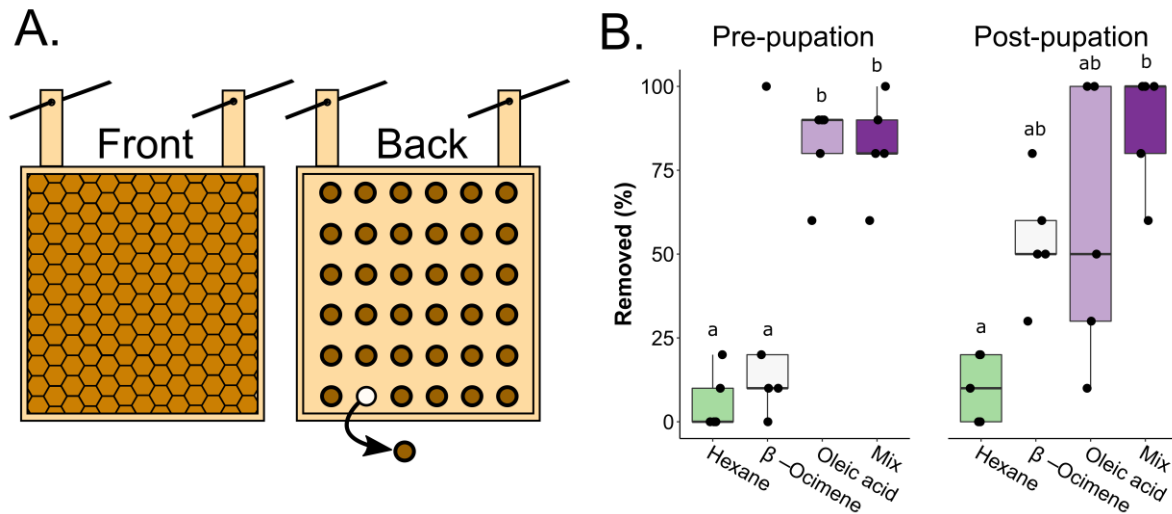 A.
Front
Back
B.
Pre-pupation
Post-pupation
Removed (%)
100
75
50
25
0
a
a
b
b
a
ab
ab
b
Hexane
β –Ocimene
Oleic acid
Mix
Hexane
β –Ocimene
Oleic acid
Mix